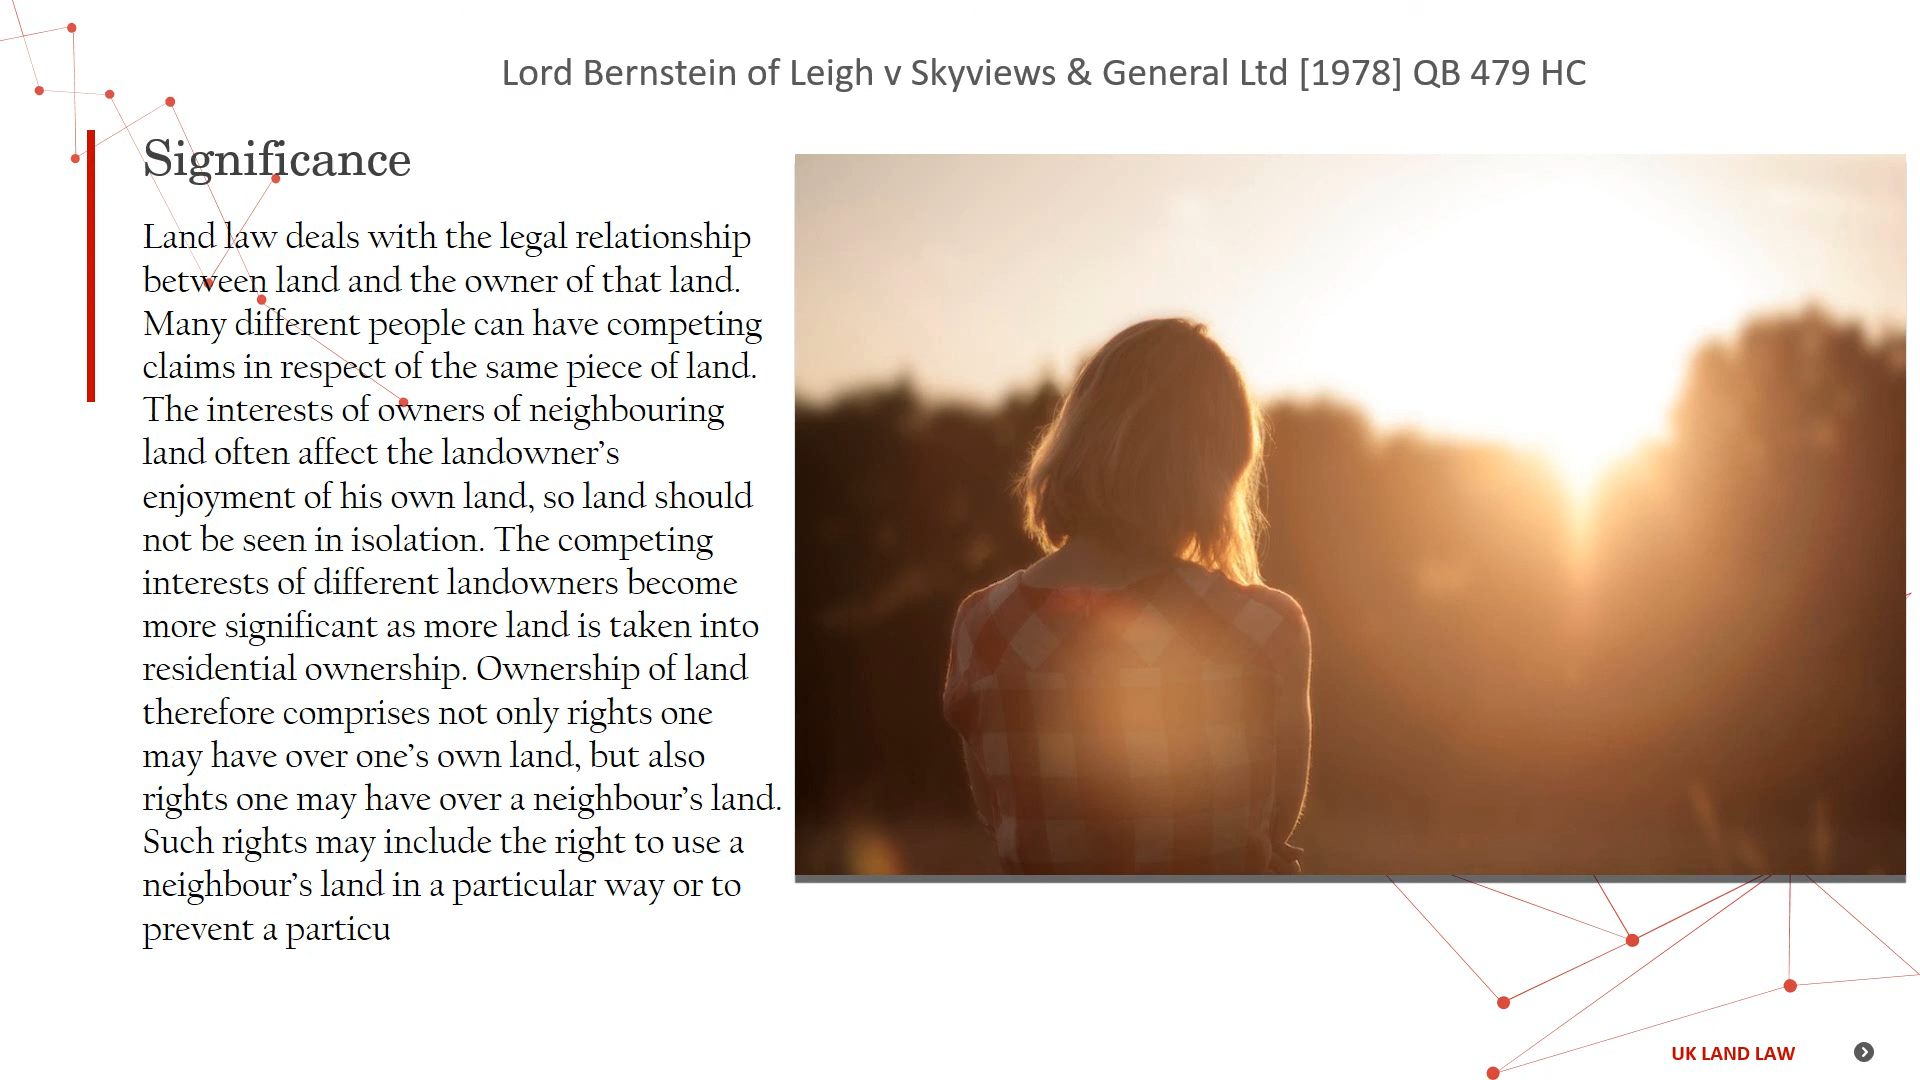 Lord Bernstein of Leigh v Skyviews & General Ltd [1978] QB 479 HC
Significance
Land law deals with the legal relationship
between land and the owner of that land.
Many different people can have competing
claims in respect of the same piece of land.
The interests of owners of neighbouring
land often affect the landowner’s
enjoyment of his own land, so land should
not be seen in isolation. The competing
interests of different landowners become
more significant as more land is taken into
residential ownership. Ownership of land
therefore comprises not only rights one
may have over one’s own land, but also
rights one may have over a neighbour’s land.
Such rights may include the right to use a
neighbour’s land in a particular way or to
prevent a particu
UK LAND LAW